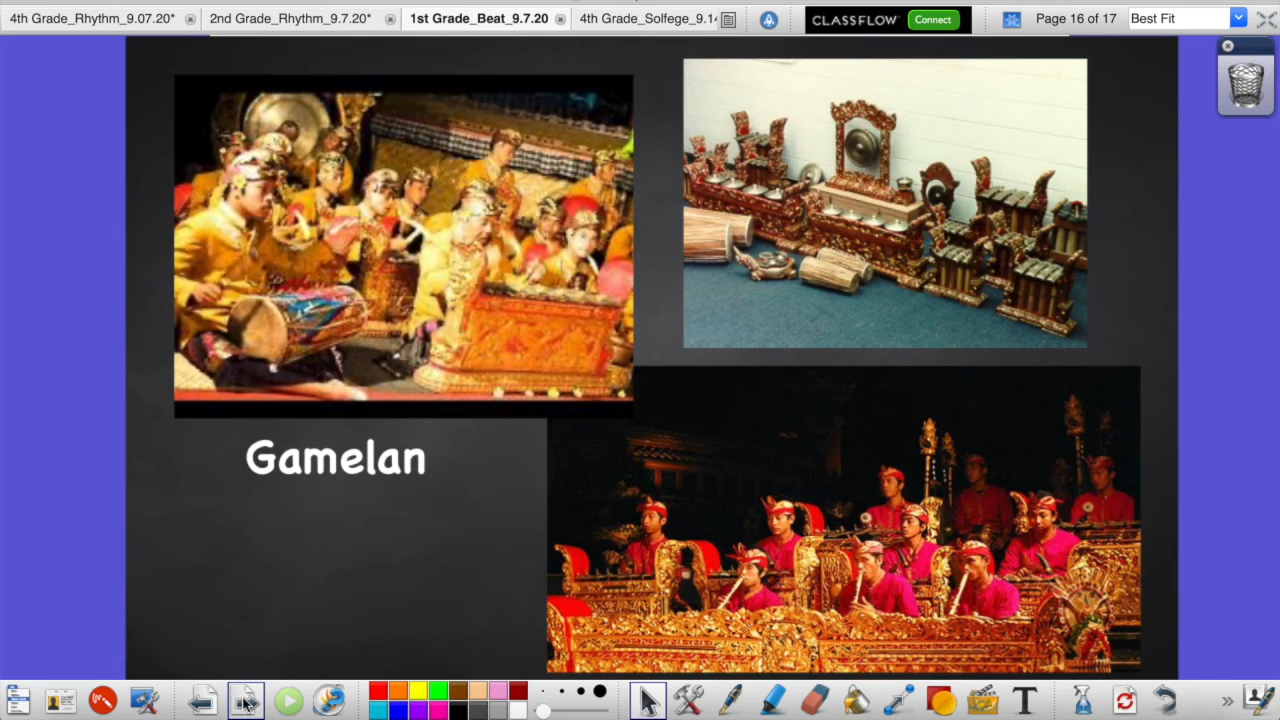 4th Grade_Rhythm_9.07.20*
2nd Grade_Rhythm_9.7.20*
1st Grade_Beat_9.7.20
4th Grade_Solfege_9.14
CLASSFLOW
Connect
Page 16 of 17
Best Fit
Gamelan
T